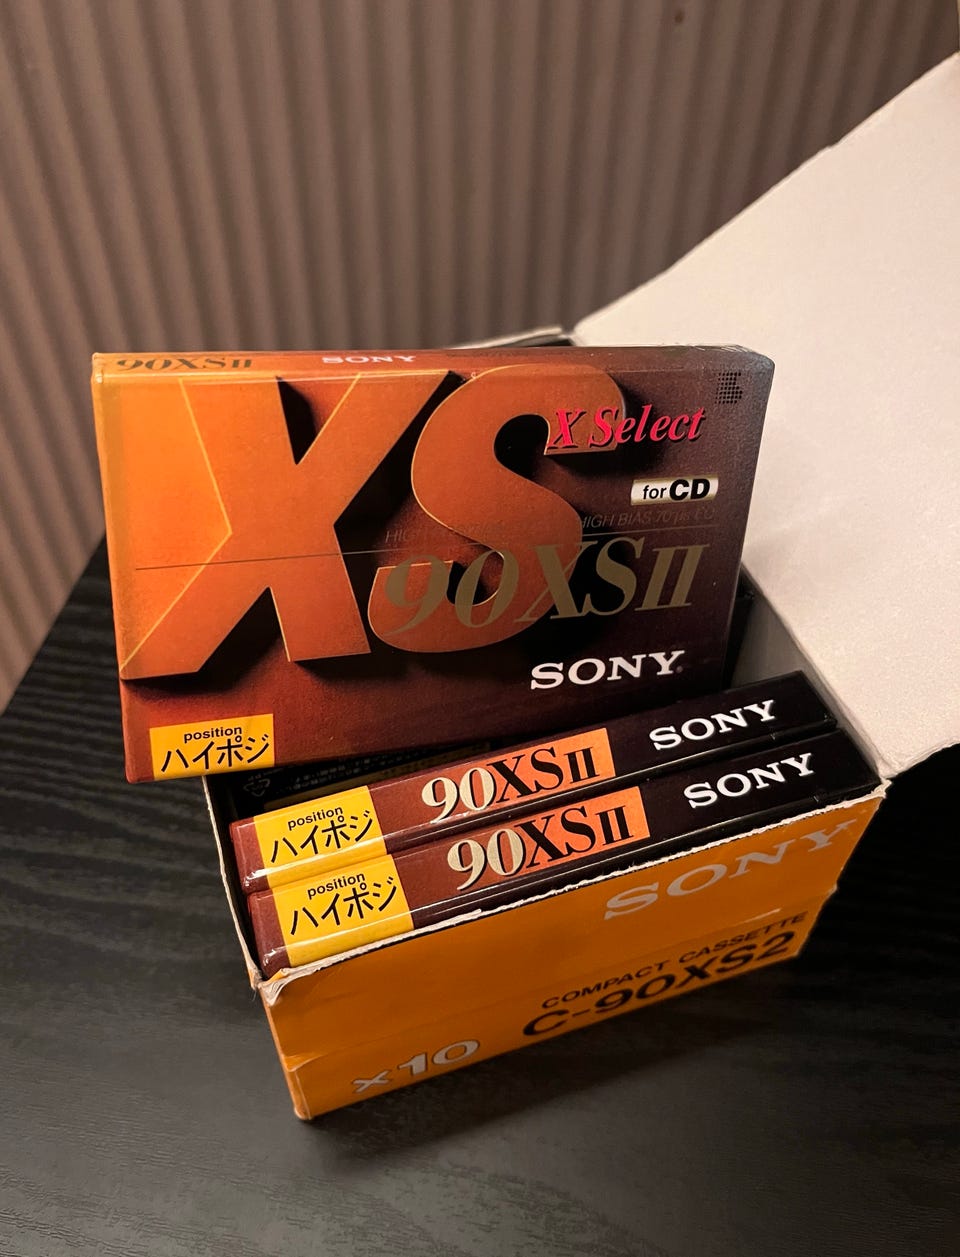 90XSII SONY
XS
X Select
for CD
HIGH BIAS 70μs EQ
90XSII
SONY
position
ハイポジ
position
ハイポジ
90XSII
SONY
position
ハイポジ
90XSII
SONY
SONY
COMPACT CASSETTE
C-90XS2
x10